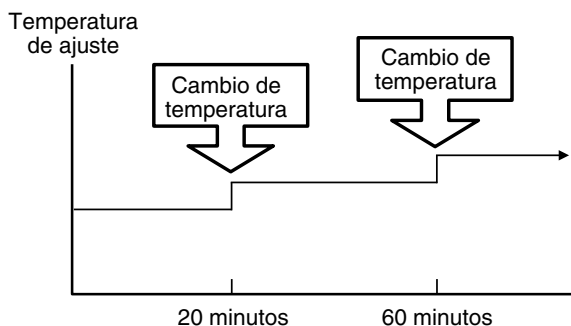 Temperatura
de ajuste
Cambio de
temperatura
Cambio de
temperatura
20 minutos
60 minutos